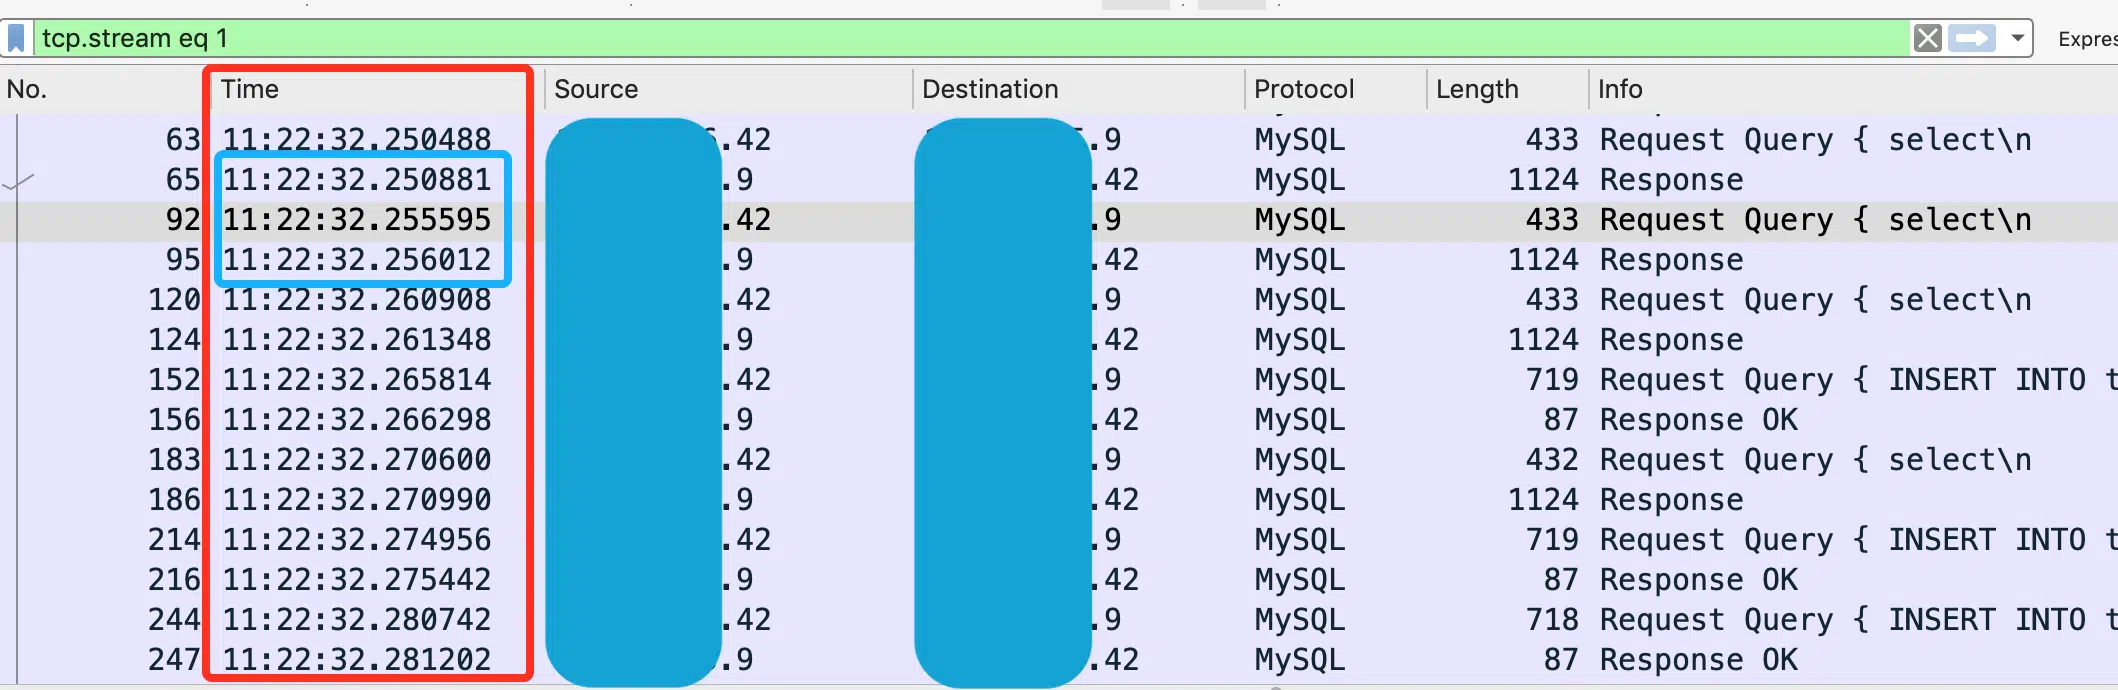 tcp.stream eq 1 Expres
No. Time Source Destination Protocol Length Info
63 11:22:32.250488 .42 .9 MySQL 433 Request Query { select\n
65 11:22:32.250881 .9 .42 MySQL 1124 Response
92 11:22:32.255595 .42 .9 MySQL 433 Request Query { select\n
95 11:22:32.256012 .9 .42 MySQL 1124 Response
120 11:22:32.260908 .42 .9 MySQL 433 Request Query { select\n
124 11:22:32.261348 .9 .42 MySQL 1124 Response
152 11:22:32.265814 .42 .9 MySQL 719 Request Query { INSERT INTO t
156 11:22:32.266298 .9 .42 MySQL 87 Response OK
183 11:22:32.270600 .42 .9 MySQL 432 Request Query { select\n
186 11:22:32.270990 .9 .42 MySQL 1124 Response
214 11:22:32.274956 .42 .9 MySQL 719 Request Query { INSERT INTO t
216 11:22:32.275442 .9 .42 MySQL 87 Response OK
244 11:22:32.280742 .42 .9 MySQL 718 Request Query { INSERT INTO t
247 11:22:32.281202 .9 .42 MySQL 87 Response OK